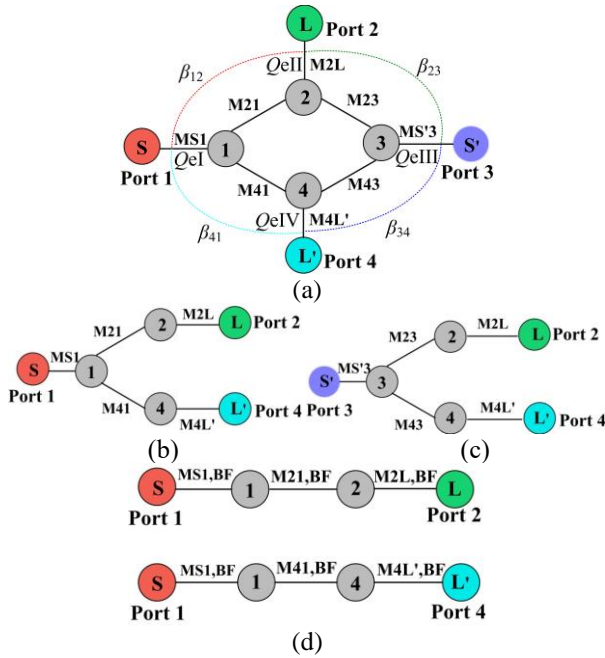 L Port 2
β12 QeII M2L β23
M21 2 M23
S MS1 1 3 MS'3 S'
QeI QeIII
Port 1 Port 3
M41 4 M43
QeIV M4L'
β41 β34
L' Port 4
(a)
M21 2 M2L L Port 2
S MS1 1
Port 1
M41 4 M4L' L' Port 4
(b)
M23 2 M2L L Port 2
S' MS'3 3
Port 3
M43 4 M4L' L' Port 4
(c)
S MS1,BF 1 M21,BF 2 M2L,BF L
Port 1 Port 2
S MS1,BF 1 M41,BF 4 M4L',BF L'
Port 1 Port 4
(d)